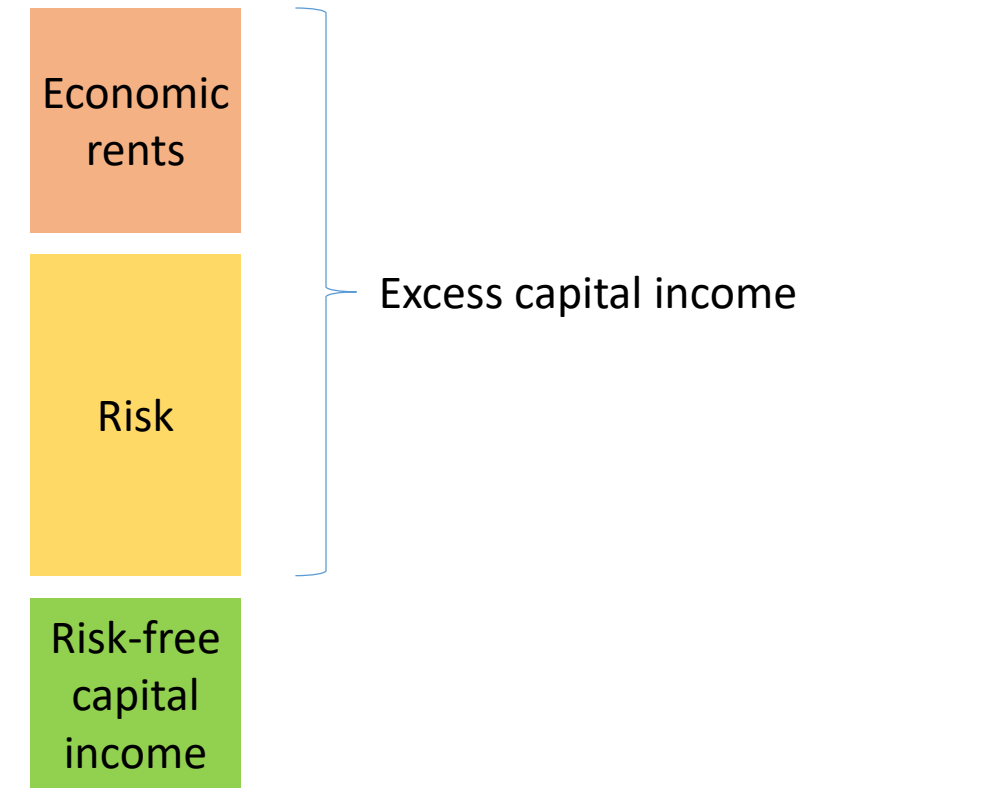 Economic
rents
Excess capital income
Risk
Risk-free
capital
income